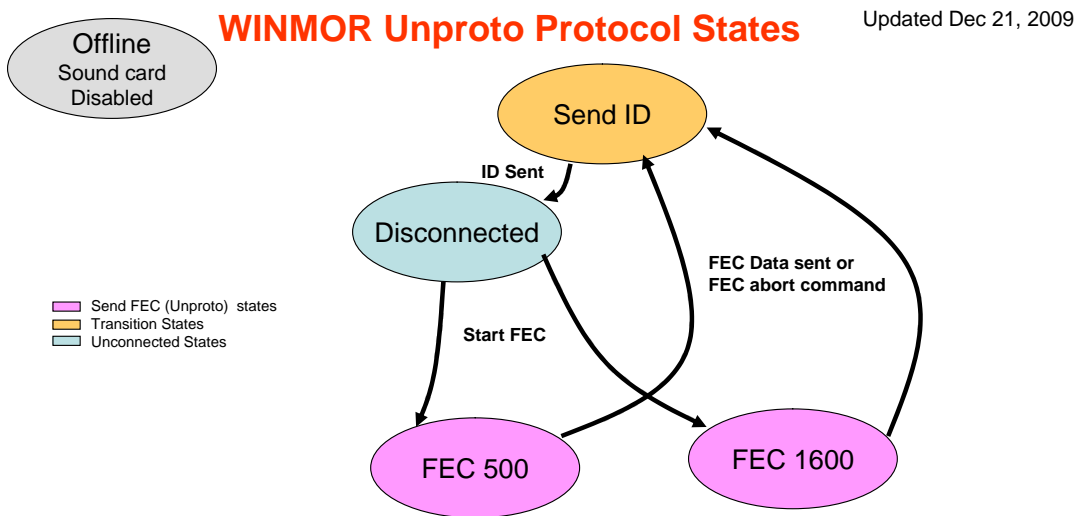 WINMOR Unproto Protocol States
Updated Dec 21, 2009
Offline
Sound card
Disabled
Send ID
ID Sent
Disconnected
FEC Data sent or
FEC abort command
Send FEC (Unproto) states
Transition States
Unconnected States
Start FEC
FEC 500
FEC 1600